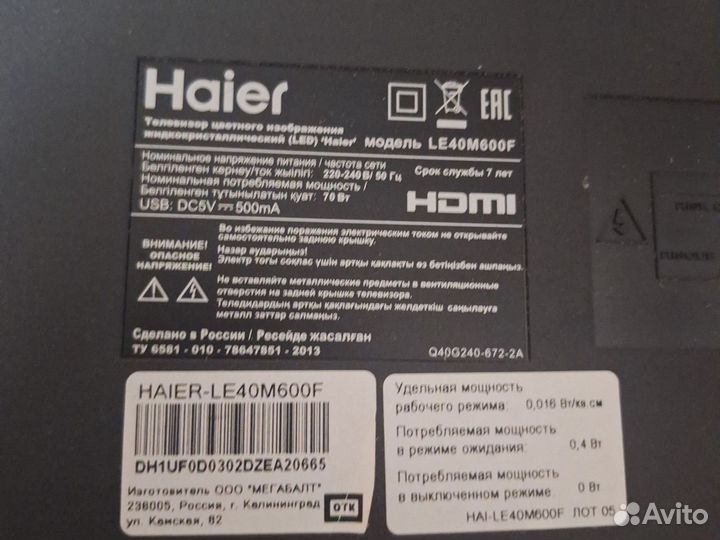 Haier
EAC
Телевизор цветного изображения
жидкокристаллический (LED) 'Haier' модель LE40M600F
Номинальное напряжение питания / частота сети
Белгіленген кернеу/ток жыілігі: 220-240 В/ 50 Гц
Срок службы 7 лет
Номинальная потребляемая мощность /
Белгіленген тұтынылатын қуат: 70 Вт
USB: DC5V ⎓ 500mA
HDMI
ВНИМАНИЕ!
ОПАСНОЕ
НАПРЯЖЕНИЕ!
Во избежание поражения электрическим током не открывайте
самостоятельно заднюю крышку.
Назар аударыңыз!
Электр тогы соқпас үшін артқы қақпақты өз бетіңізбен ашпаңыз.
Не вставляйте металлические предметы в вентиляционные
отверстия на задней крышке телевизора.
Теледидардың артқы қақпағындағы желдеткіш саңылауға
металл заттар салмаңыз.
Сделано в России / Ресейде жасалған
ТУ 6581 - 010 - 78647851 - 2013
Q40G240-672-2A
HAIER-LE40M600F
DH1UF0D0302DZEA20665
Изготовитель ООО "МЕГАБАЛТ"
236005, Россия, г. Калининград
ул. Камская, 82
ОТК
Удельная мощность
рабочего режима: 0,016 Вт/кв.см
Потребляемая мощность
в режиме ожидания: 0,4 Вт
Потребляемая мощность
в выключенном режиме: 0 Вт
HAI-LE40M600F ЛОТ 05
Avito